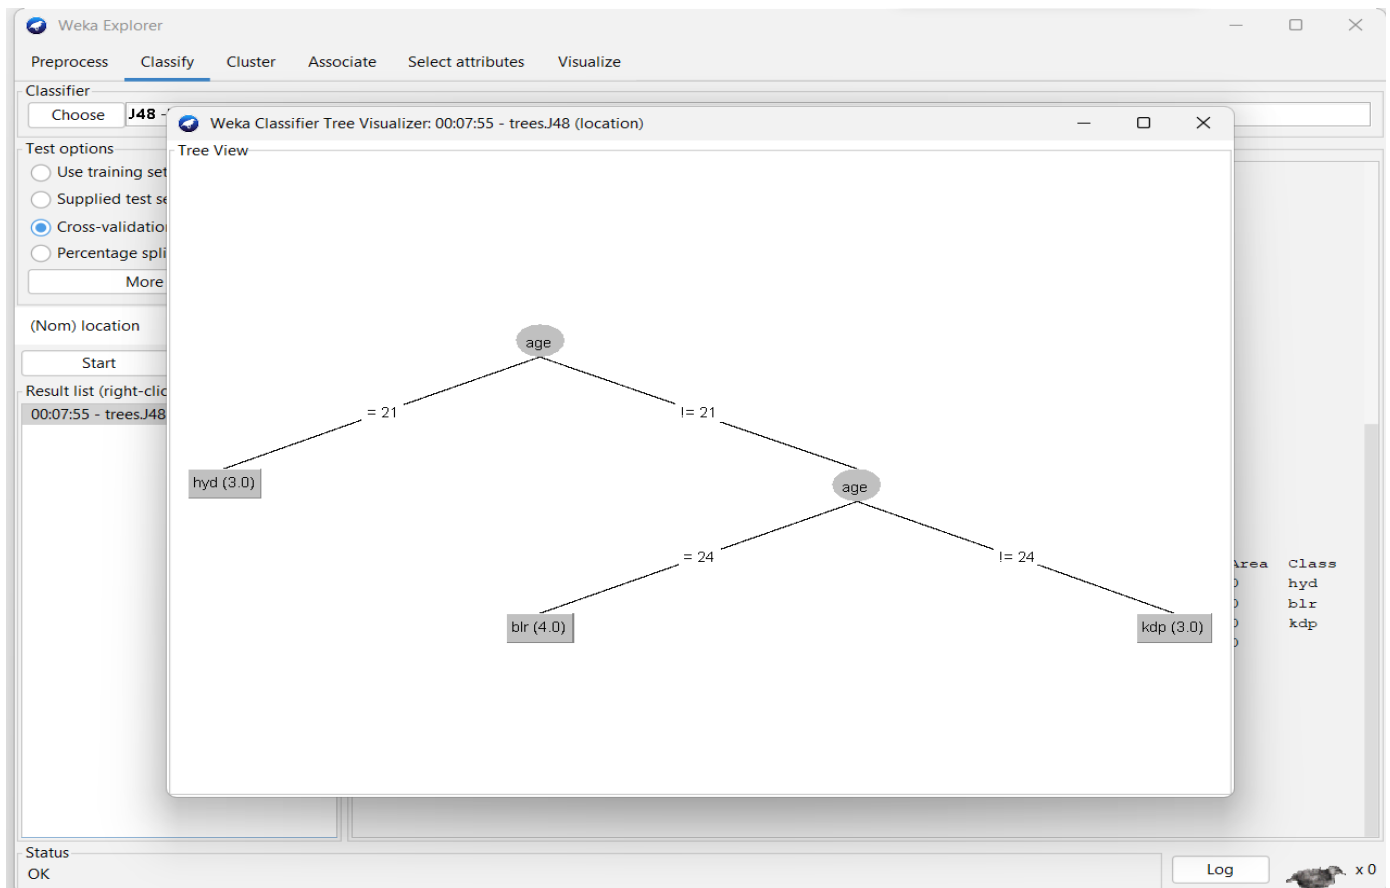 Weka Explorer
Preprocess Classify Cluster Associate Select attributes Visualize
Classifier
Choose J48 -
Weka Classifier Tree Visualizer: 00:07:55 - trees.J48 (location)
Test options
Tree View
Use training set
Supplied test se
Cross-validation
Percentage spli
More
(Nom) location
Start
Result list (right-clic
00:07:55 - trees.J48
age
= 21 != 21
hyd (3.0)
age
= 24 != 24
blr (4.0) kdp (3.0)
Area Class
hyd
blr
kdp
Status
OK
Log x 0